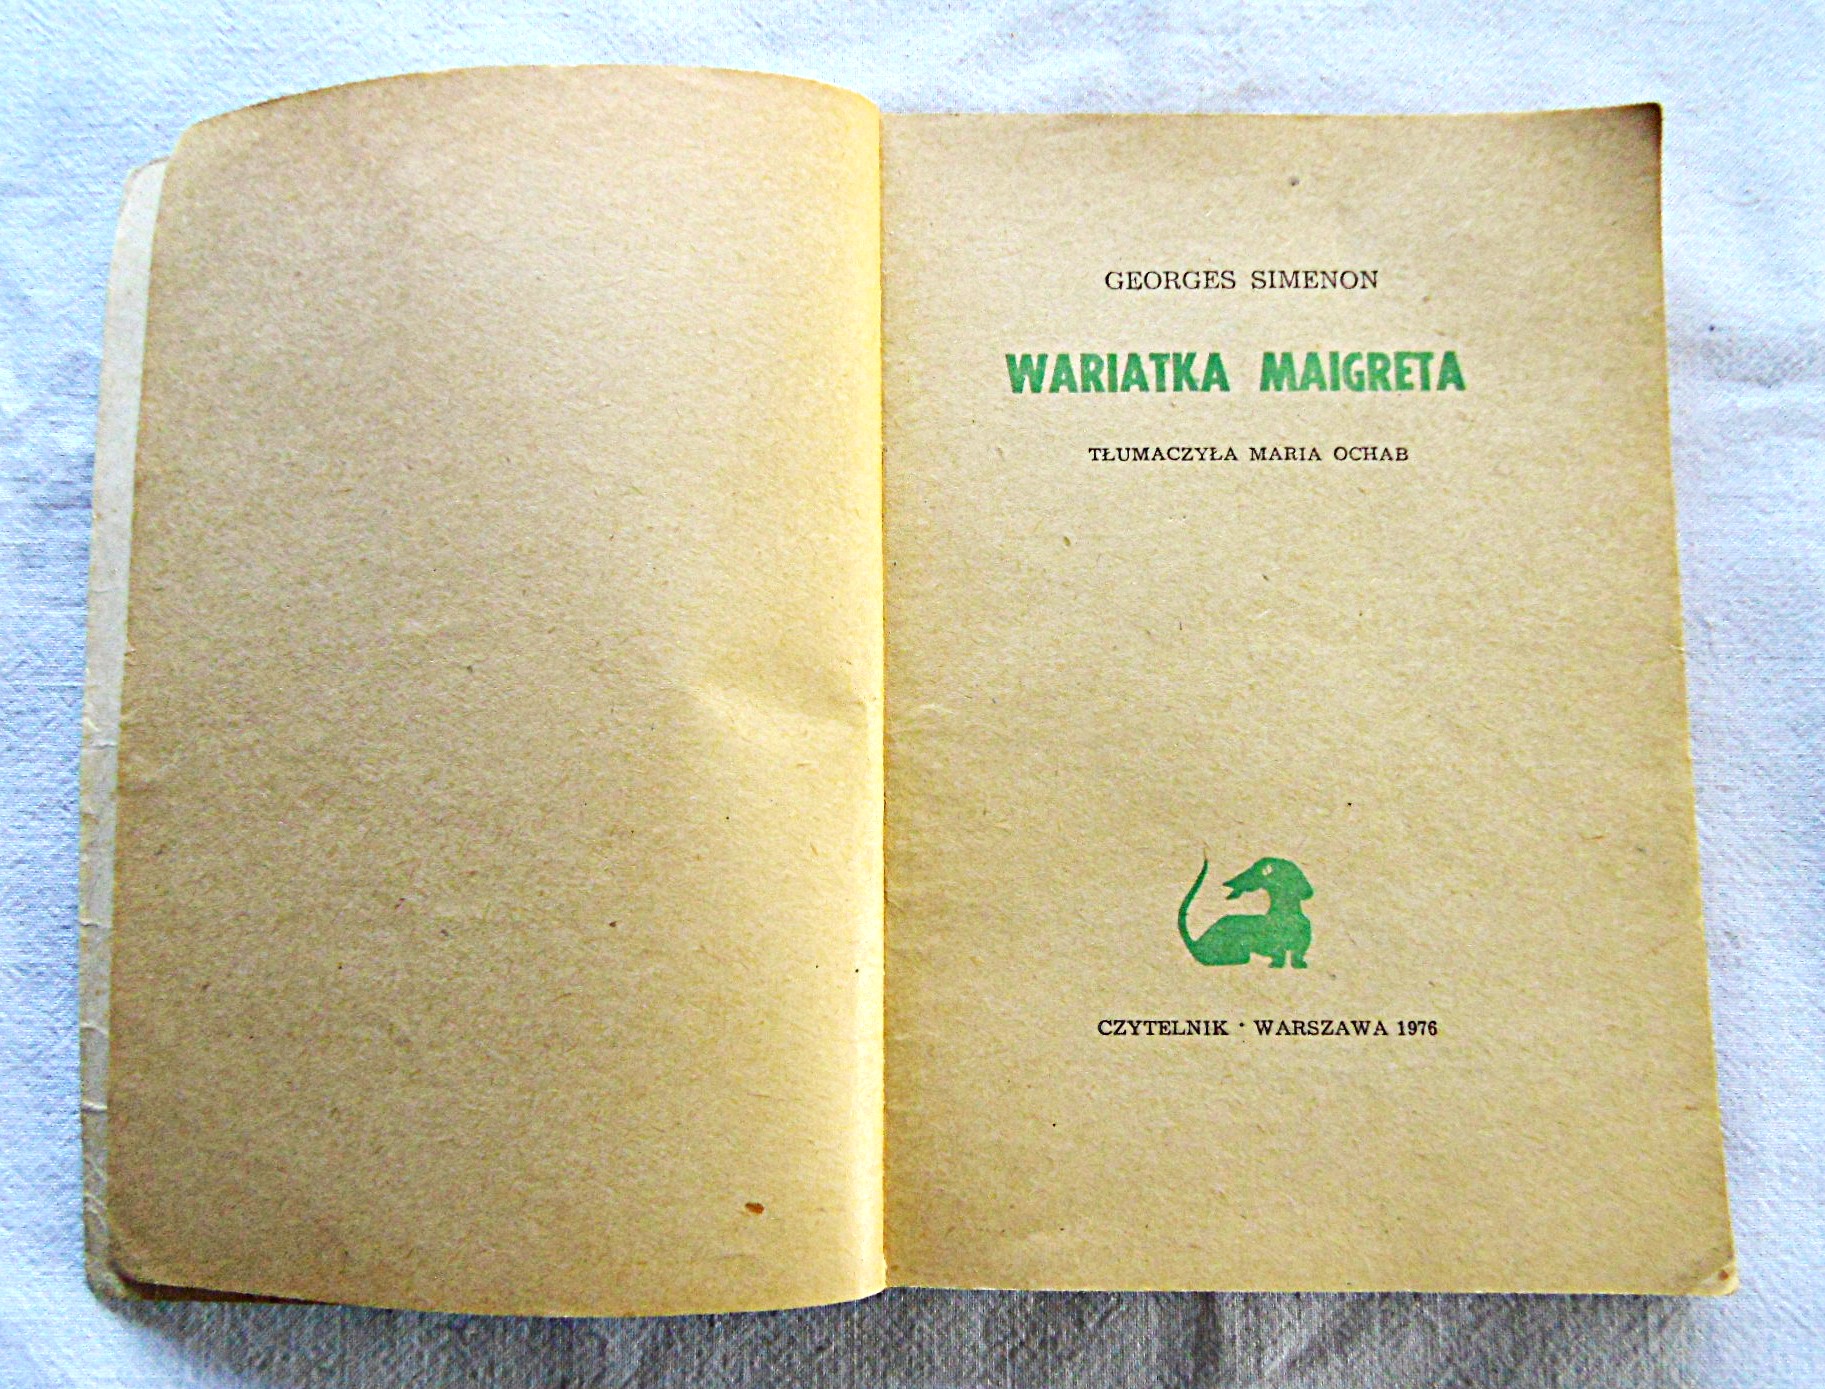 GEORGES SIMENON
WARIATKA MAIGRETA
TŁUMACZYŁA MARIA OCHAB
CZYTELNIK · WARSZAWA 1976